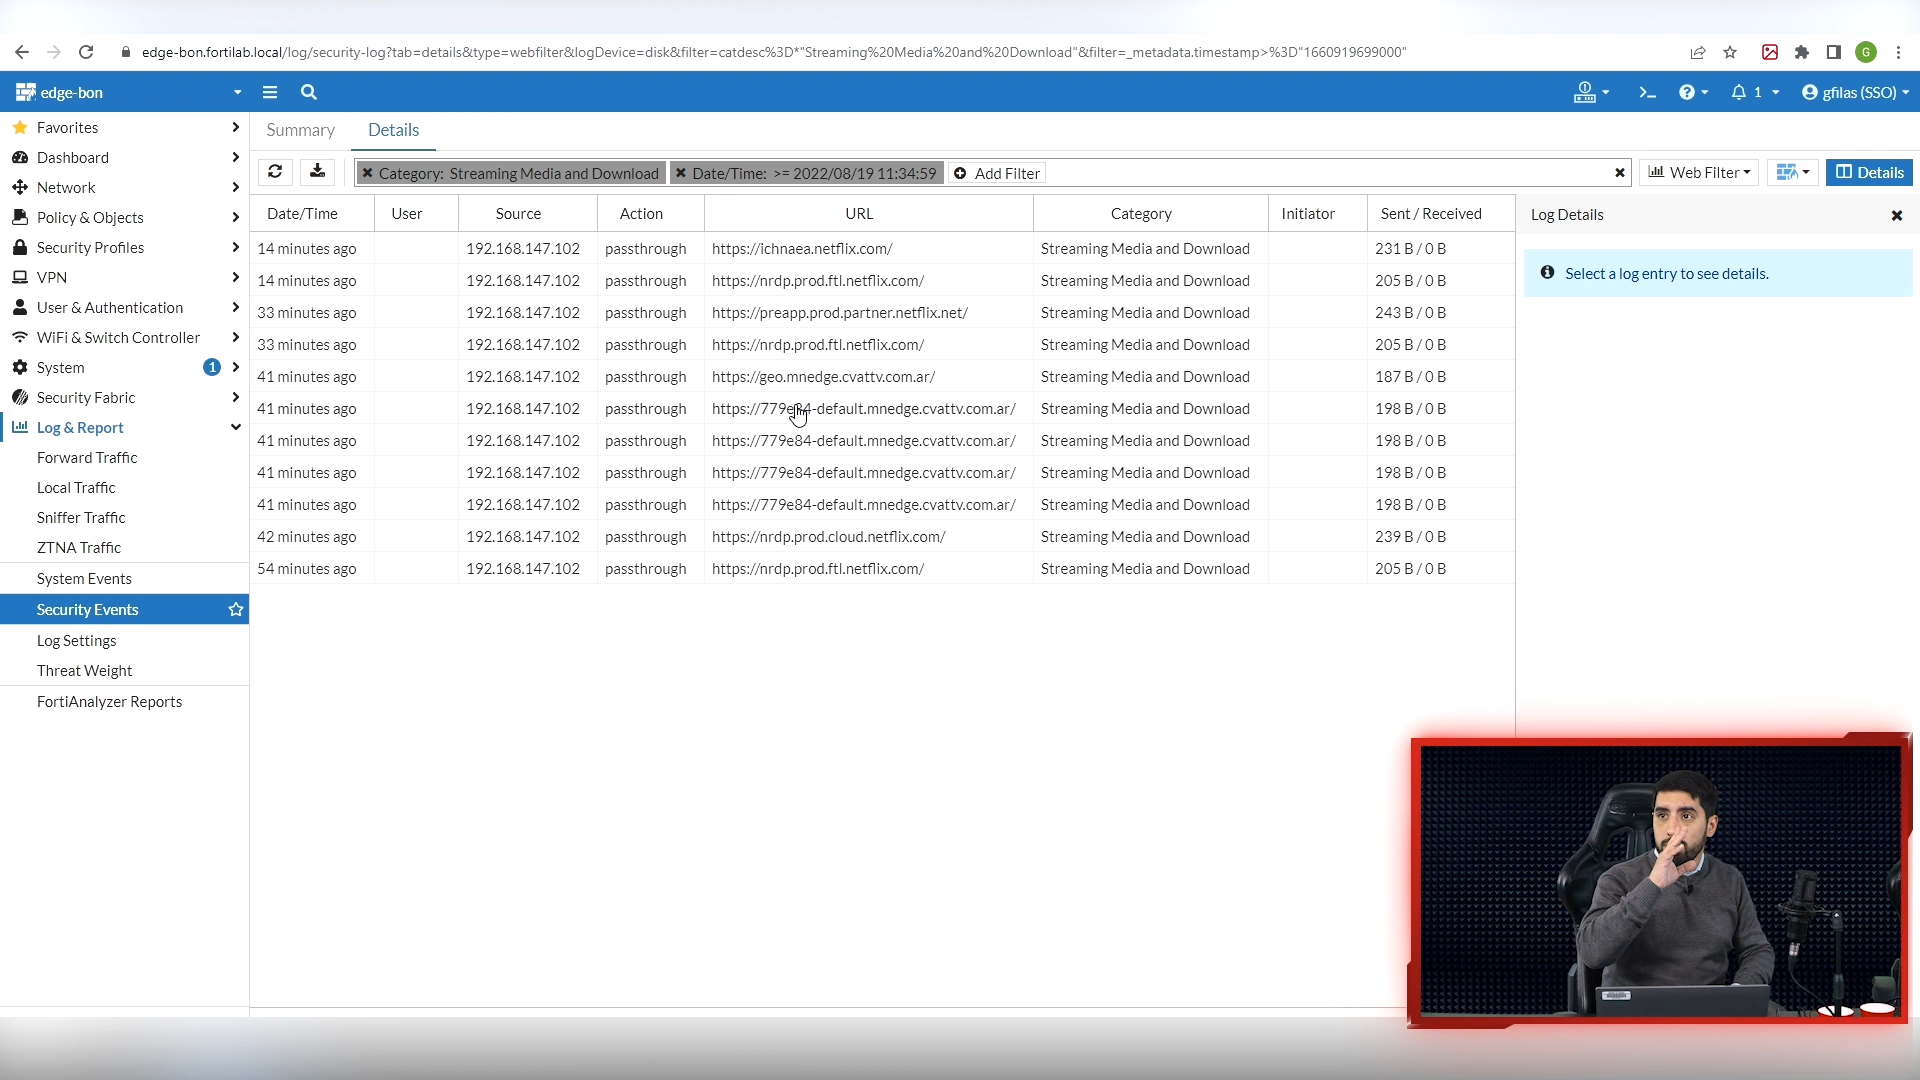 edge-bon.fortilab.local/log/security-log?tab=details&type=webfilter&logDevice=disk&filter=catdesc%3D*"Streaming%20Media%20and%20Download"&filter=_metadata.timestamp>%3D"1660919699000"
G
edge-bon
1
gfilas (SSO)
Favorites
Dashboard
Network
Policy & Objects
Security Profiles
VPN
User & Authentication
WiFi & Switch Controller
System 1
Security Fabric
Log & Report
Forward Traffic
Local Traffic
Sniffer Traffic
ZTNA Traffic
System Events
Security Events
Log Settings
Threat Weight
FortiAnalyzer Reports
Summary Details
Category: Streaming Media and Download Date/Time: >= 2022/08/19 11:34:59 Add Filter Web Filter Details
Date/Time User Source Action URL Category Initiator Sent / Received
14 minutes ago 192.168.147.102 passthrough https://ichnaea.netflix.com/ Streaming Media and Download 231 B / 0 B
14 minutes ago 192.168.147.102 passthrough https://nrdp.prod.ftl.netflix.com/ Streaming Media and Download 205 B / 0 B
33 minutes ago 192.168.147.102 passthrough https://preapp.prod.partner.netflix.net/ Streaming Media and Download 243 B / 0 B
33 minutes ago 192.168.147.102 passthrough https://nrdp.prod.ftl.netflix.com/ Streaming Media and Download 205 B / 0 B
41 minutes ago 192.168.147.102 passthrough https://geo.mnedge.cvattv.com.ar/ Streaming Media and Download 187 B / 0 B
41 minutes ago 192.168.147.102 passthrough https://779e84-default.mnedge.cvattv.com.ar/ Streaming Media and Download 198 B / 0 B
41 minutes ago 192.168.147.102 passthrough https://779e84-default.mnedge.cvattv.com.ar/ Streaming Media and Download 198 B / 0 B
41 minutes ago 192.168.147.102 passthrough https://779e84-default.mnedge.cvattv.com.ar/ Streaming Media and Download 198 B / 0 B
41 minutes ago 192.168.147.102 passthrough https://779e84-default.mnedge.cvattv.com.ar/ Streaming Media and Download 198 B / 0 B
42 minutes ago 192.168.147.102 passthrough https://nrdp.prod.cloud.netflix.com/ Streaming Media and Download 239 B / 0 B
54 minutes ago 192.168.147.102 passthrough https://nrdp.prod.ftl.netflix.com/ Streaming Media and Download 205 B / 0 B
Log Details
Select a log entry to see details.